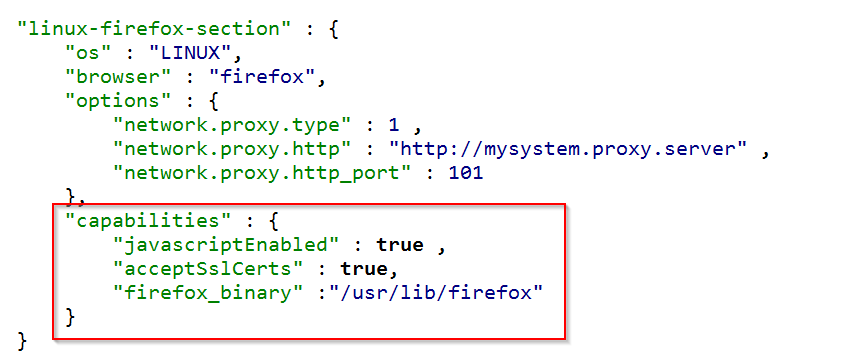 "linux-firefox-section" : {
    "os" : "LINUX",
    "browser" : "firefox",
    "options" : {
        "network.proxy.type" : 1 ,
        "network.proxy.http" : "http://mysystem.proxy.server" ,
        "network.proxy.http_port" : 101
    },
    "capabilities" : {
        "javascriptEnabled" : true ,
        "acceptSslCerts" : true,
        "firefox_binary" :"/usr/lib/firefox"
    }
}